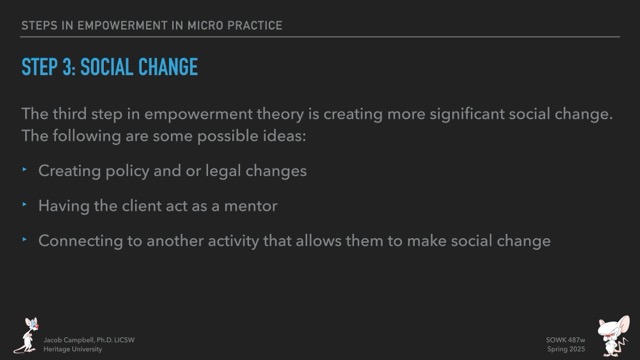 STEPS IN EMPOWERMENT IN MICRO PRACTICE
STEP 3: SOCIAL CHANGE
The third step in empowerment theory is creating more significant social change.
The following are some possible ideas:
‣ Creating policy and or legal changes
‣ Having the client act as a mentor
‣ Connecting to another activity that allows them to make social change
Jacob Campbell, Ph.D. LICSW
Heritage University
SOWK 487w
Spring 2025